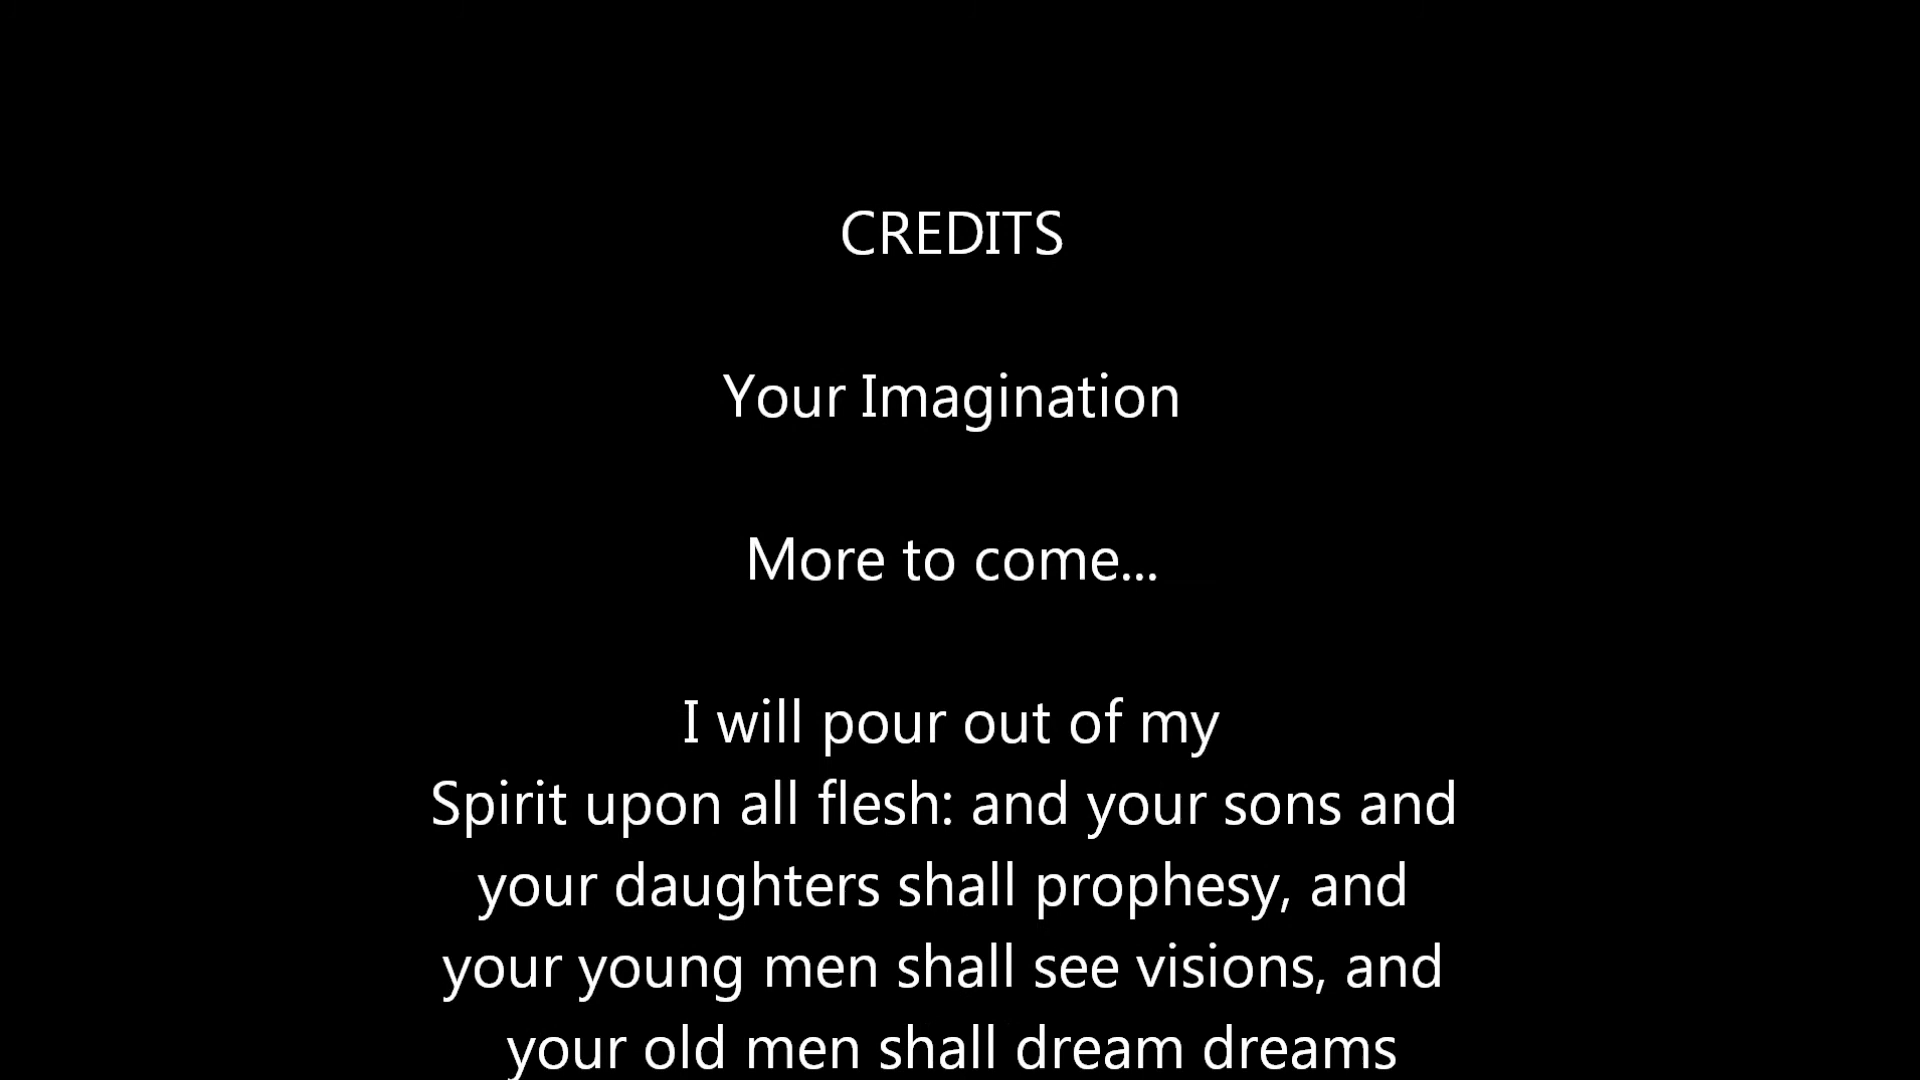 CREDITS
Your Imagination
More to come...
I will pour out of my
Spirit upon all flesh: and your sons and
your daughters shall prophesy, and
your young men shall see visions, and
your old men shall dream dreams